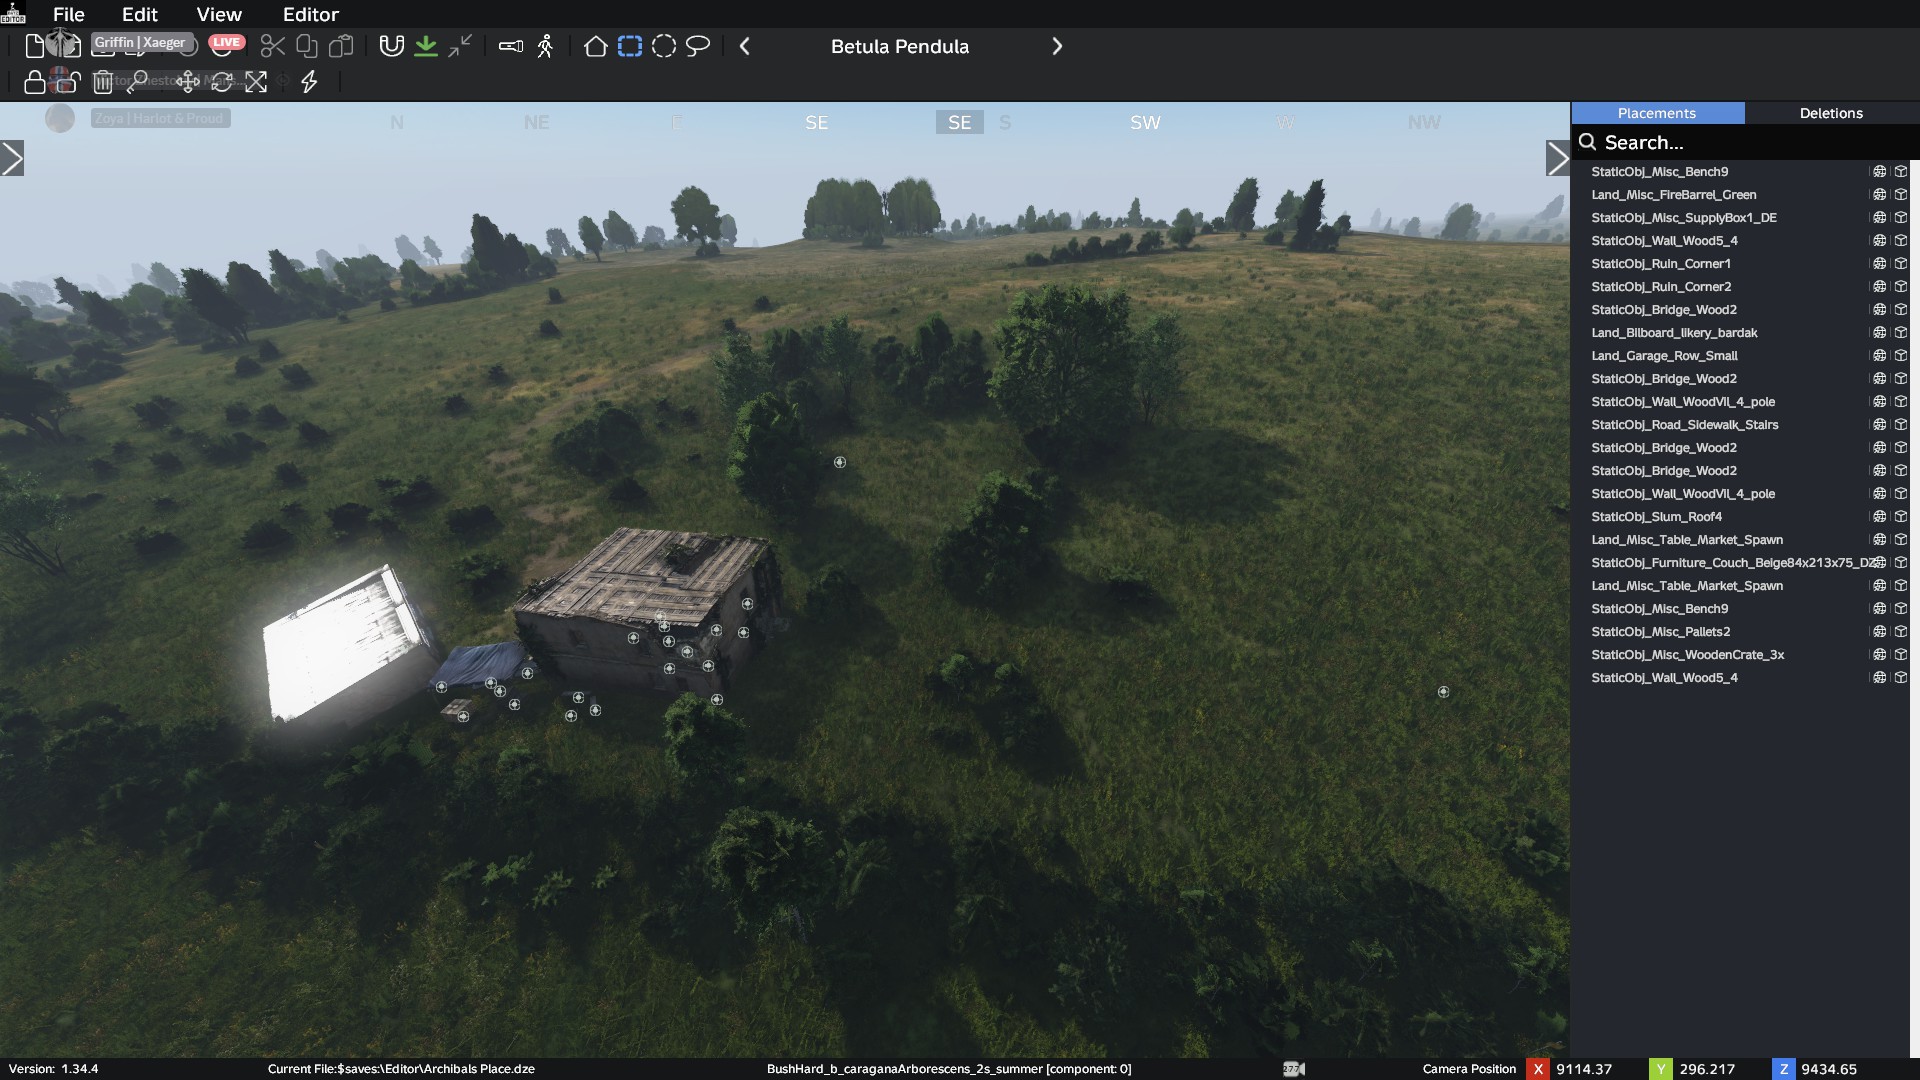 EDITOR
File Edit View Editor
Griffin | Xaeger LIVE
Betula Pendula
Zoya | Harlot & Proud
N NE E SE SE S SW W NW
Placements Deletions
Search...
StaticObj_Misc_Bench9
Land_Misc_FireBarrel_Green
StaticObj_Misc_SupplyBox1_DE
StaticObj_Wall_Wood5_4
StaticObj_Ruin_Corner1
StaticObj_Ruin_Corner2
StaticObj_Bridge_Wood2
Land_Bilboard_likery_bardak
Land_Garage_Row_Small
StaticObj_Bridge_Wood2
StaticObj_Wall_WoodVil_4_pole
StaticObj_Road_Sidewalk_Stairs
StaticObj_Bridge_Wood2
StaticObj_Bridge_Wood2
StaticObj_Wall_WoodVil_4_pole
StaticObj_Slum_Roof4
Land_Misc_Table_Market_Spawn
StaticObj_Furniture_Couch_Beige84x213x75_DZ
Land_Misc_Table_Market_Spawn
StaticObj_Misc_Bench9
StaticObj_Misc_Pallets2
StaticObj_Misc_WoodenCrate_3x
StaticObj_Wall_Wood5_4
Version: 1.34.4
Current File:$saves:\Editor\Archibals Place.dze
BushHard_b_caraganaArborescens_2s_summer [component: 0]
277
Camera Position X 9114.37 Y 296.217 Z 9434.65